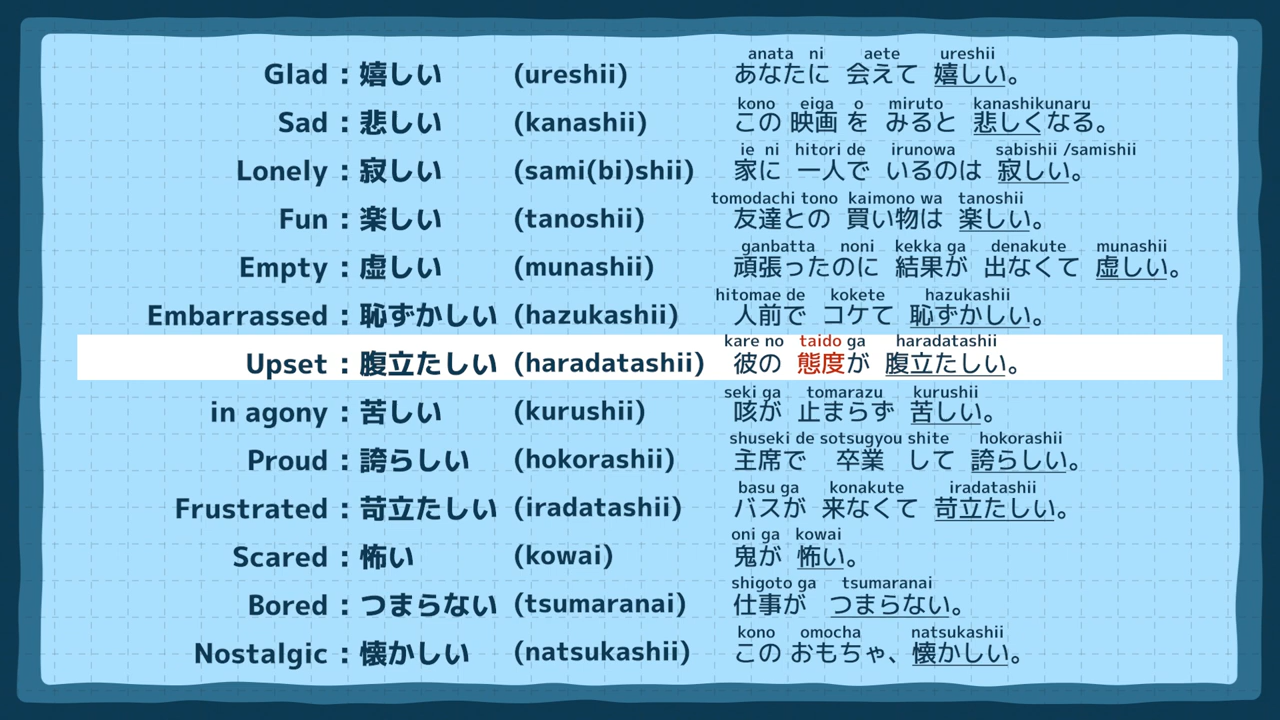 anata ni aete ureshii
Glad : 嬉しい (ureshii) あなたに 会えて 嬉しい。
kono eiga o miruto kanashikunaru
Sad : 悲しい (kanashii) この 映画 を みると 悲しくなる。
ie ni hitori de irunowa sabishii /samishii
Lonely : 寂しい (sami(bi)shii) 家に 一人で いるのは 寂しい。
tomodachi tono kaimono wa tanoshii
Fun : 楽しい (tanoshii) 友達との 買い物は 楽しい。
ganbatta noni kekka ga denakute munashii
Empty : 虚しい (munashii) 頑張ったのに 結果が 出なくて 虚しい。
hitomae de kokete hazukashii
Embarrassed : 恥ずかしい (hazukashii) 人前で コケて 恥ずかしい。
kare no taido ga haradatashii
Upset : 腹立たしい (haradatashii) 彼の 態度が 腹立たしい。
seki ga tomarazu kurushii
in agony : 苦しい (kurushii) 咳が 止まらず 苦しい。
shuseki de sotsugyou shite hokorashii
Proud : 誇らしい (hokorashii) 主席で 卒業 して 誇らしい。
basu ga konakute iradatashii
Frustrated : 苛立たしい (iradatashii) バスが 来なくて 苛立たしい。
oni ga kowai
Scared : 怖い (kowai) 鬼が 怖い。
shigoto ga tsumaranai
Bored : つまらない (tsumaranai) 仕事が つまらない。
kono omocha natsukashii
Nostalgic : 懐かしい (natsukashii) この おもちゃ、懐かしい。